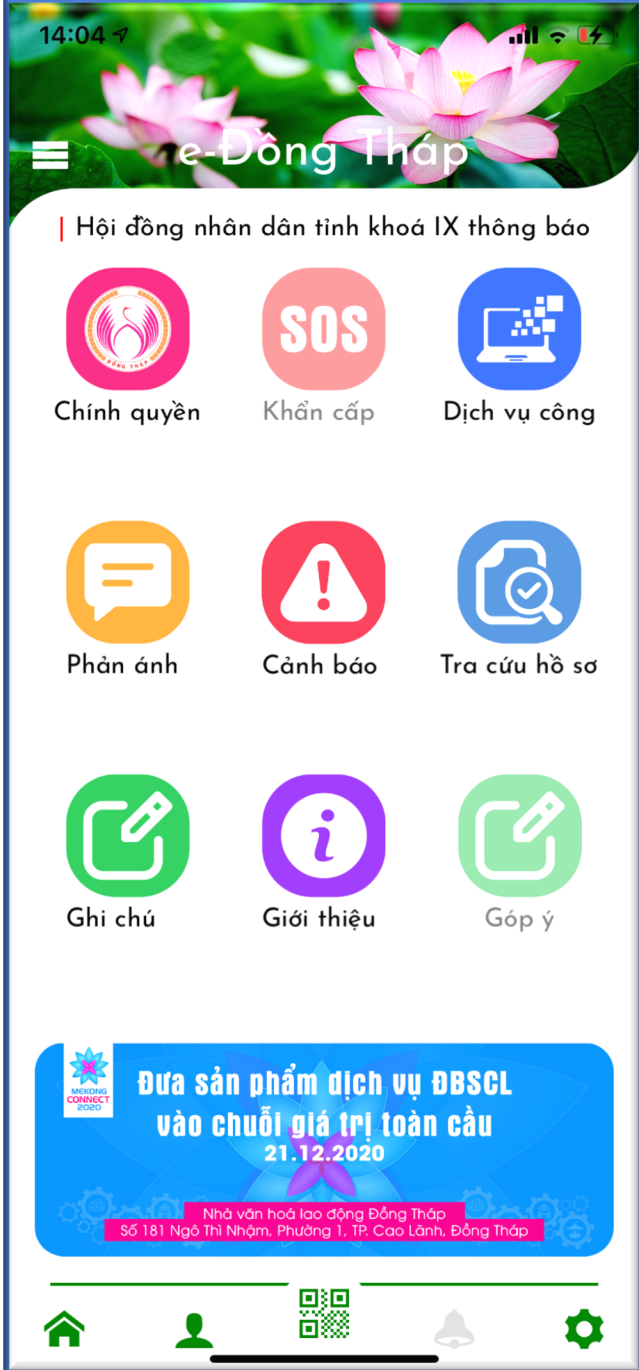 14:04
e-Đồng Tháp
Hội đồng nhân dân tỉnh khoá IX thông báo
ĐỒNG THÁP
SOS
Chính quyền
Khẩn cấp
Dịch vụ công
Phản ánh
Cảnh báo
Tra cứu hồ sơ
i
Ghi chú
Giới thiệu
Góp ý
MEKONG
CONNECT
2020
Đưa sản phẩm dịch vụ ĐBSCL
vào chuỗi giá trị toàn cầu
21.12.2020
Nhà văn hoá lao động Đồng Tháp
Số 181 Ngô Thì Nhậm, Phường 1, TP. Cao Lãnh, Đồng Tháp